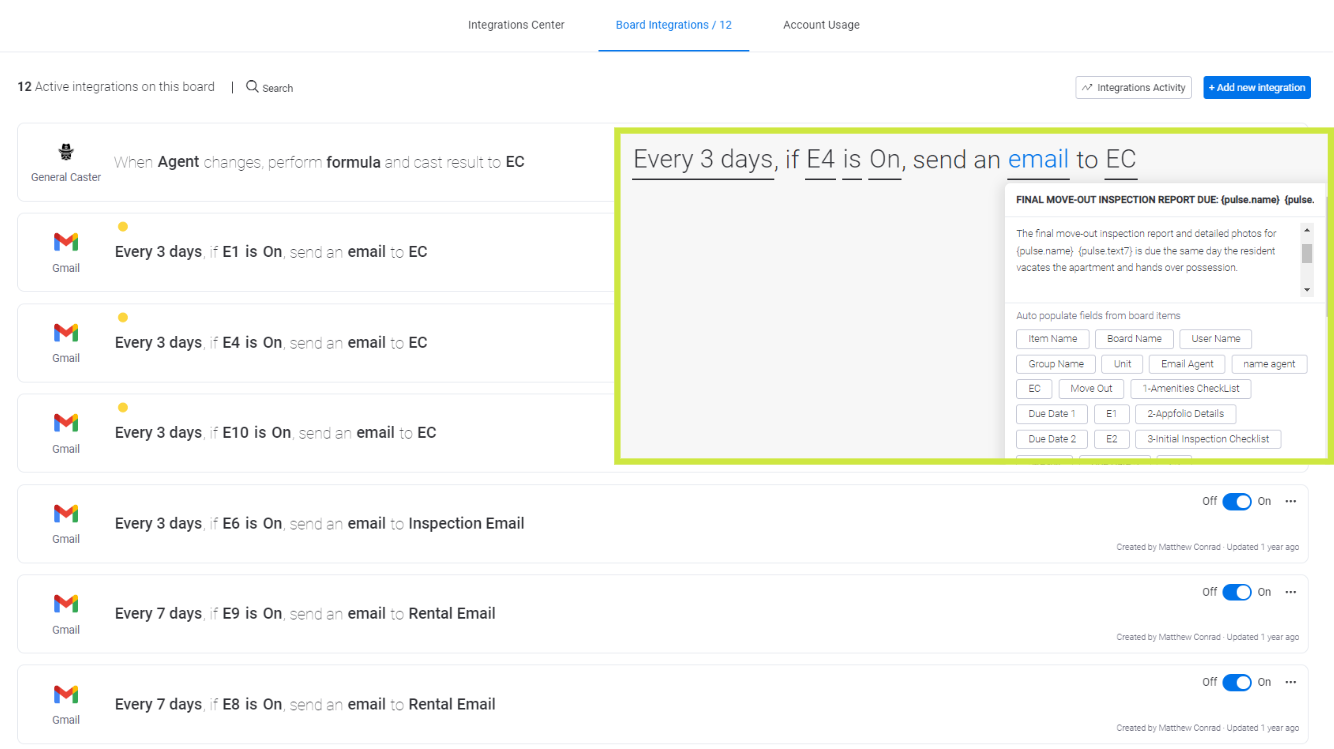 Integrations Center
Board Integrations / 12
Account Usage
12 Active integrations on this board | Search
Integrations Activity
+ Add new integration
General Caster
When Agent changes, perform formula and cast result to EC
Gmail
Every 3 days, if E1 is On, send an email to EC
Gmail
Every 3 days, if E4 is On, send an email to EC
Gmail
Every 3 days, if E10 is On, send an email to EC
Every 3 days, if E4 is On, send an email to EC
FINAL MOVE-OUT INSPECTION REPORT DUE: {pulse.name} {pulse.
The final move-out inspection report and detailed photos for
{pulse.name} {pulse.text7} is due the same day the resident
vacates the apartment and hands over possession.
Auto populate fields from board items
Item Name Board Name User Name
Group Name Unit Email Agent name agent
EC Move Out 1-Amenities CheckList
Due Date 1 E1 2-Appfolio Details
Due Date 2 E2 3-Initial Inspection Checklist
Gmail
Every 3 days, if E6 is On, send an email to Inspection Email
Off On ...
Created by Matthew Conrad · Updated 1 year ago
Gmail
Every 7 days, if E9 is On, send an email to Rental Email
Off On ...
Created by Matthew Conrad · Updated 1 year ago
Gmail
Every 7 days, if E8 is On, send an email to Rental Email
Off On ...
Created by Matthew Conrad · Updated 1 year ago